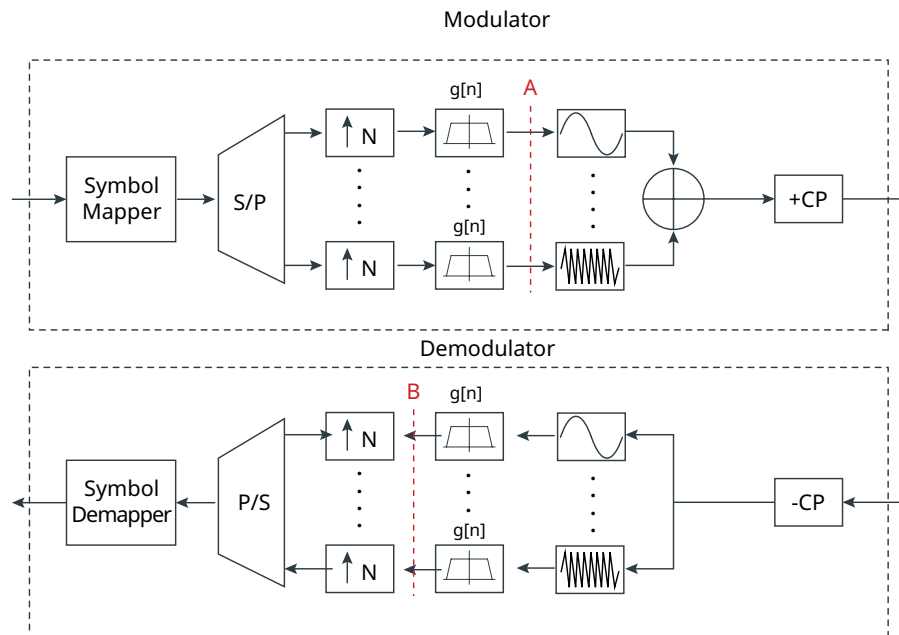 Modulator
g[n]
A
N
Symbol
Mapper
S/P
+CP
g[n]
N
Demodulator
B
g[n]
N
Symbol
Demapper
P/S
-CP
g[n]
N